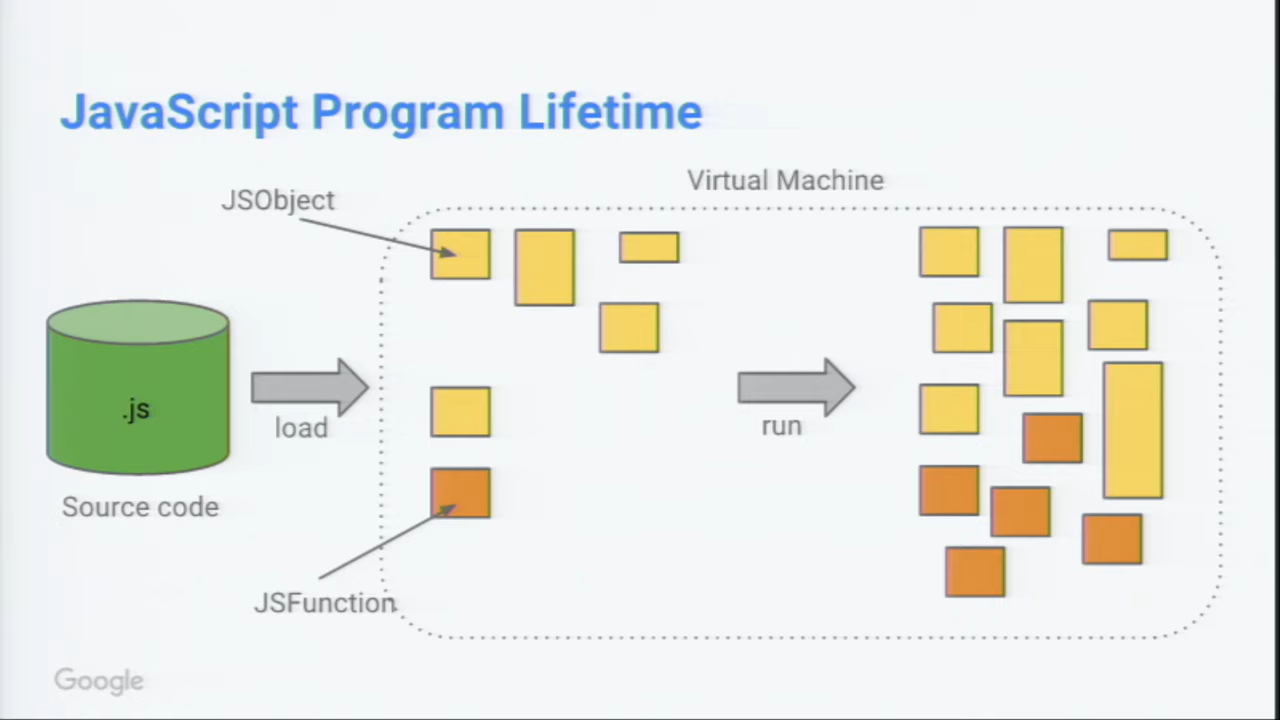 JavaScript Program Lifetime
Virtual Machine
JSObject
.js
load
run
Source code
JSFunction
Google